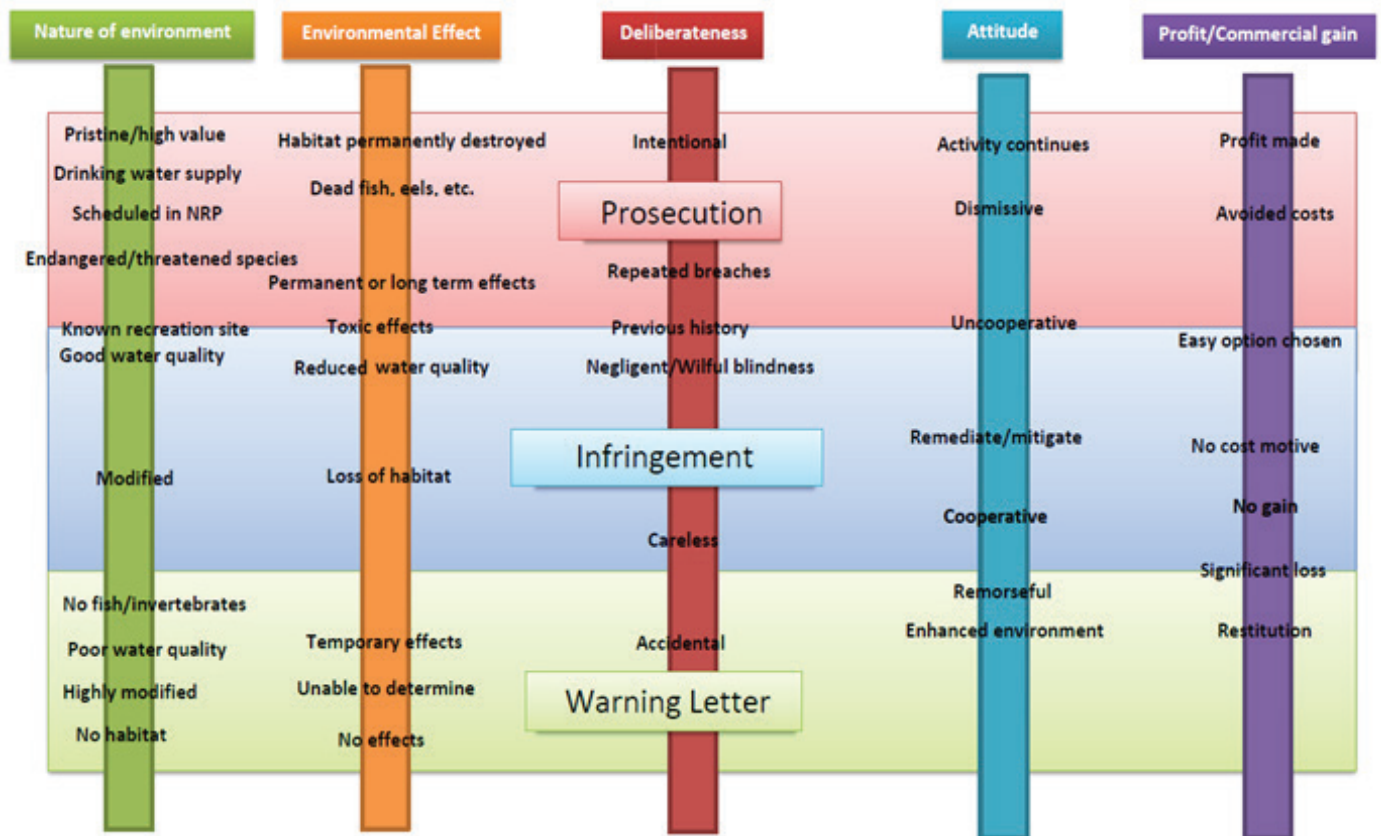 Nature of environment
Environmental Effect
Deliberateness
Attitude
Profit/Commercial gain
Pristine/high value
Drinking water supply
Scheduled in NRP
Endangered/threatened species
Known recreation site
Good water quality
Modified
No fish/invertebrates
Poor water quality
Highly modified
No habitat
Habitat permanently destroyed
Dead fish, eels, etc.
Permanent or long term effects
Toxic effects
Reduced water quality
Loss of habitat
Temporary effects
Unable to determine
No effects
Intentional
Prosecution
Repeated breaches
Previous history
Negligent/Wilful blindness
Infringement
Careless
Accidental
Warning Letter
Activity continues
Dismissive
Uncooperative
Remediate/mitigate
Cooperative
Remorseful
Enhanced environment
Profit made
Avoided costs
Easy option chosen
No cost motive
No gain
Significant loss
Restitution